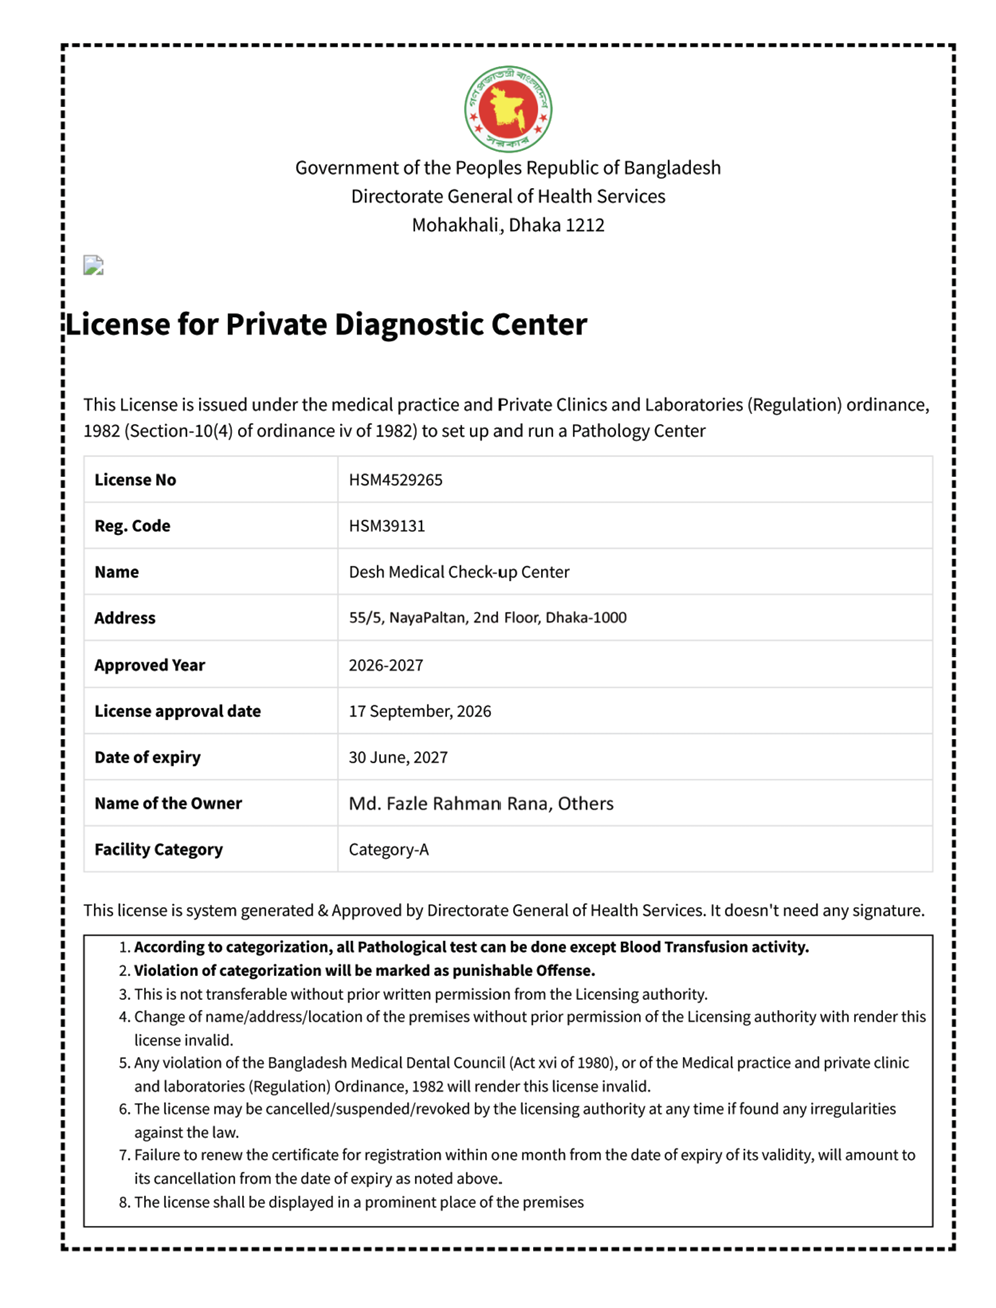 গণপ্রজাতন্ত্রী বাংলাদেশ
সরকার
Government of the Peoples Republic of Bangladesh
Directorate General of Health Services
Mohakhali, Dhaka 1212
License for Private Diagnostic Center
This License is issued under the medical practice and Private Clinics and Laboratories (Regulation) ordinance,
1982 (Section-10(4) of ordinance iv of 1982) to set up and run a Pathology Center
License No HSM4529265
Reg. Code HSM39131
Name Desh Medical Check-up Center
Address 55/5, NayaPaltan, 2nd Floor, Dhaka-1000
Approved Year 2026-2027
License approval date 17 September, 2026
Date of expiry 30 June, 2027
Name of the Owner Md. Fazle Rahman Rana, Others
Facility Category Category-A
This license is system generated & Approved by Directorate General of Health Services. It doesn't need any signature.
1. According to categorization, all Pathological test can be done except Blood Transfusion activity.
2. Violation of categorization will be marked as punishable Offense.
3. This is not transferable without prior written permission from the Licensing authority.
4. Change of name/address/location of the premises without prior permission of the Licensing authority with render this
license invalid.
5. Any violation of the Bangladesh Medical Dental Council (Act xvi of 1980), or of the Medical practice and private clinic
and laboratories (Regulation) Ordinance, 1982 will render this license invalid.
6. The license may be cancelled/suspended/revoked by the licensing authority at any time if found any irregularities
against the law.
7. Failure to renew the certificate for registration within one month from the date of expiry of its validity, will amount to
its cancellation from the date of expiry as noted above.
8. The license shall be displayed in a prominent place of the premises